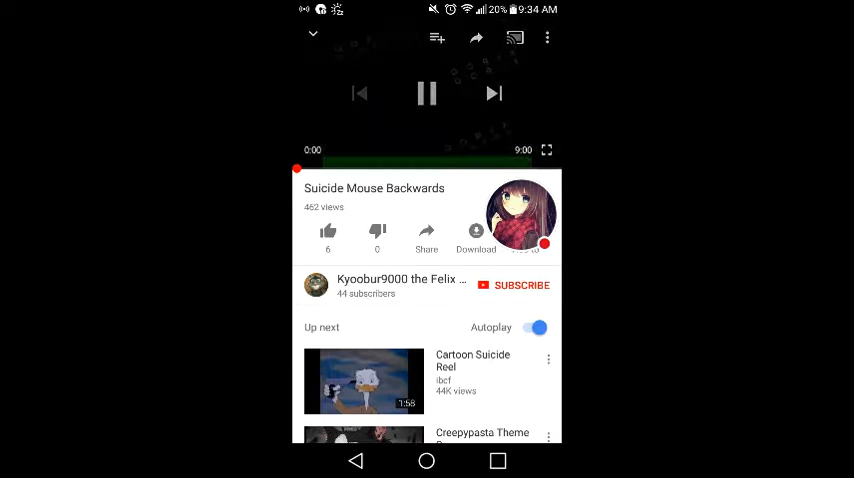 20% 9:34 AM
0:00 9:00
Suicide Mouse Backwards
462 views
6 0 Share Download
Kyoobur9000 the Felix ...
44 subscribers
SUBSCRIBE
Up next Autoplay
Cartoon Suicide
Reel
ibcf
44K views
1:58
Creepypasta Theme